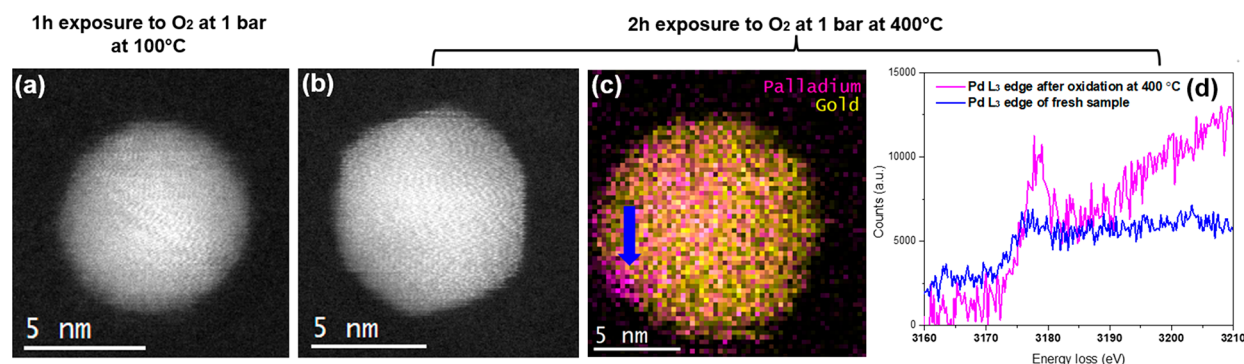 1h exposure to O₂ at 1 bar
at 100°C
2h exposure to O₂ at 1 bar at 400°C
(a)
5 nm
(b)
5 nm
(c)
Palladium
Gold
5 nm
(d)
Pd L₃ edge after oxidation at 400 °C
Pd L₃ edge of fresh sample
Counts (a.u.)
15000
10000
5000
0
3160 3170 3180 3190 3200 3210
Energy loss (eV)